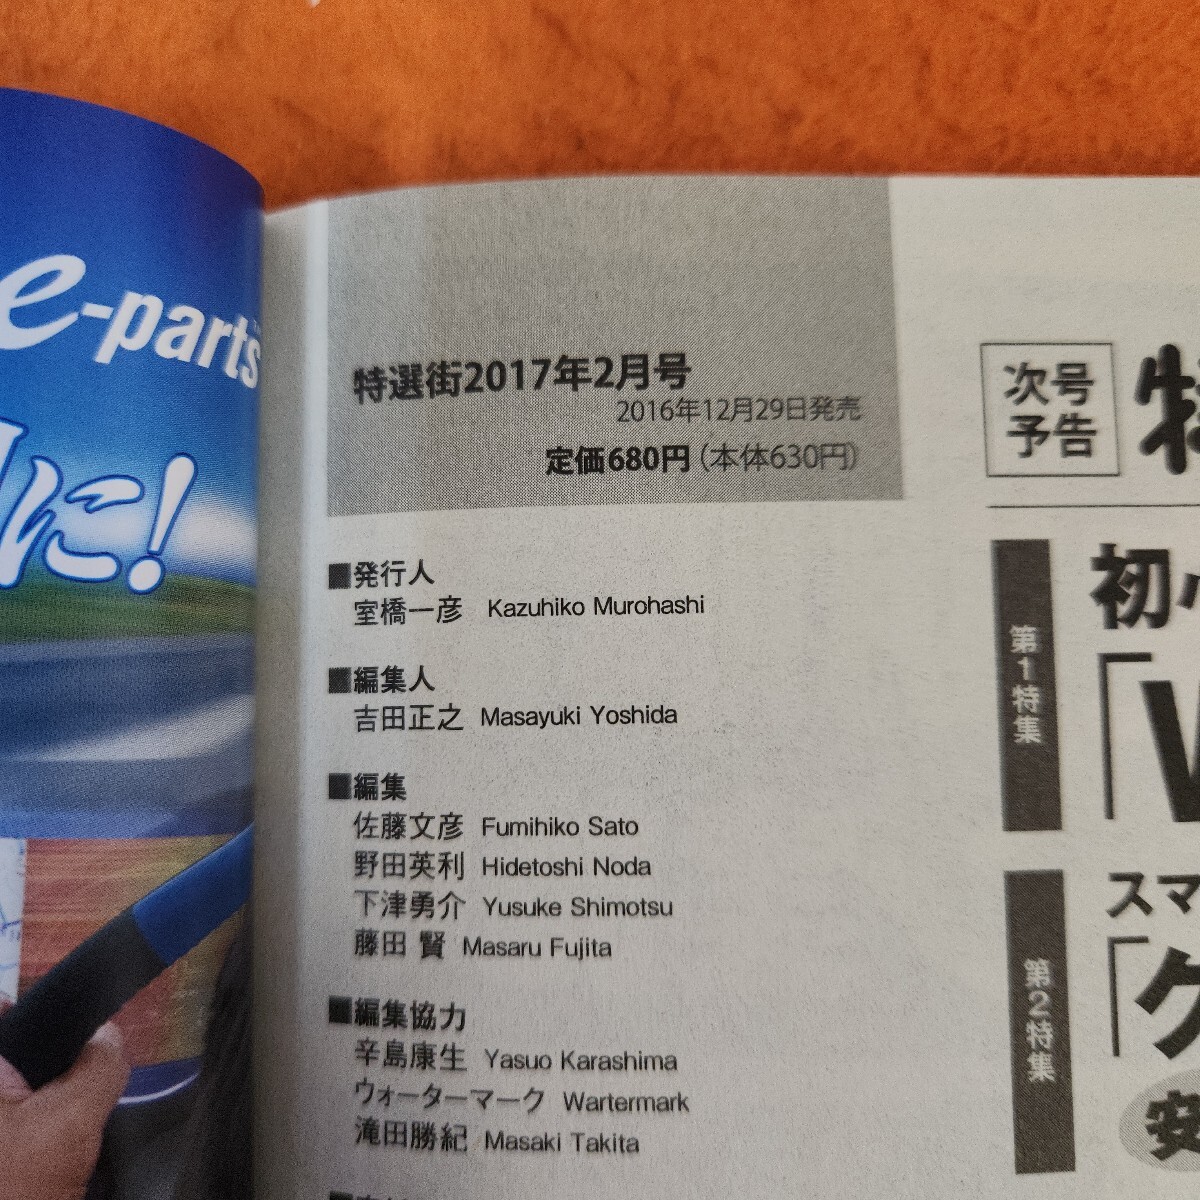 e-parts
に!
特選街2017年2月号
2016年12月29日発売
定価680円(本体630円)
■発行人
室橋一彦 Kazuhiko Murohashi
■編集人
吉田正之 Masayuki Yoshida
■編集
佐藤文彦 Fumihiko Sato
野田英利 Hidetoshi Noda
下津勇介 Yusuke Shimotsu
藤田 賢 Masaru Fujita
■編集協力
辛島康生 Yasuo Karashima
ウォーターマーク Wartermark
滝田勝紀 Masaki Takita
次号
予告
特
第1特集
初心
「W
第2特集
スマ
「ク
安